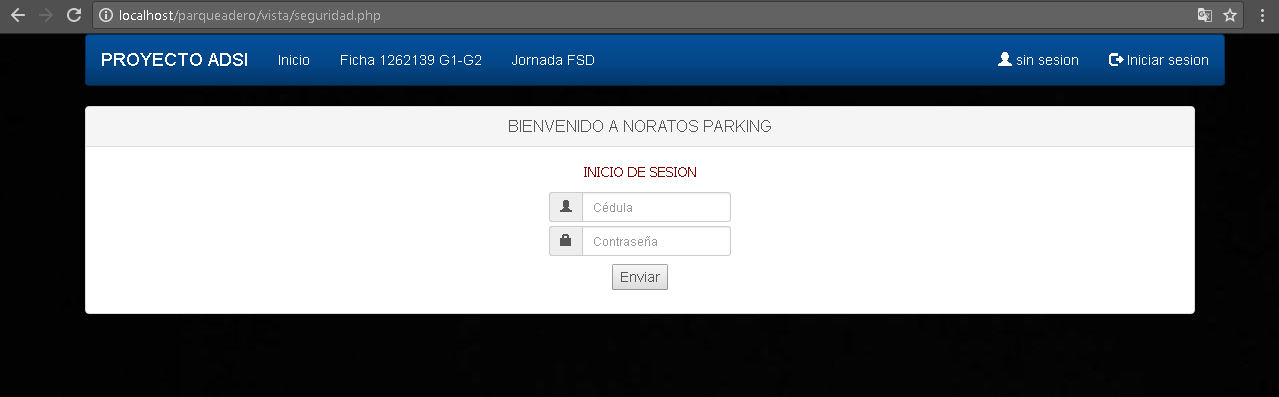 localhost/parqueadero/vista/seguridad.php
PROYECTO ADSI Inicio Ficha 1262139 G1-G2 Jornada FSD sin sesion Iniciar sesion
BIENVENIDO A NORATOS PARKING
INICIO DE SESION
Cédula
Contraseña
Enviar